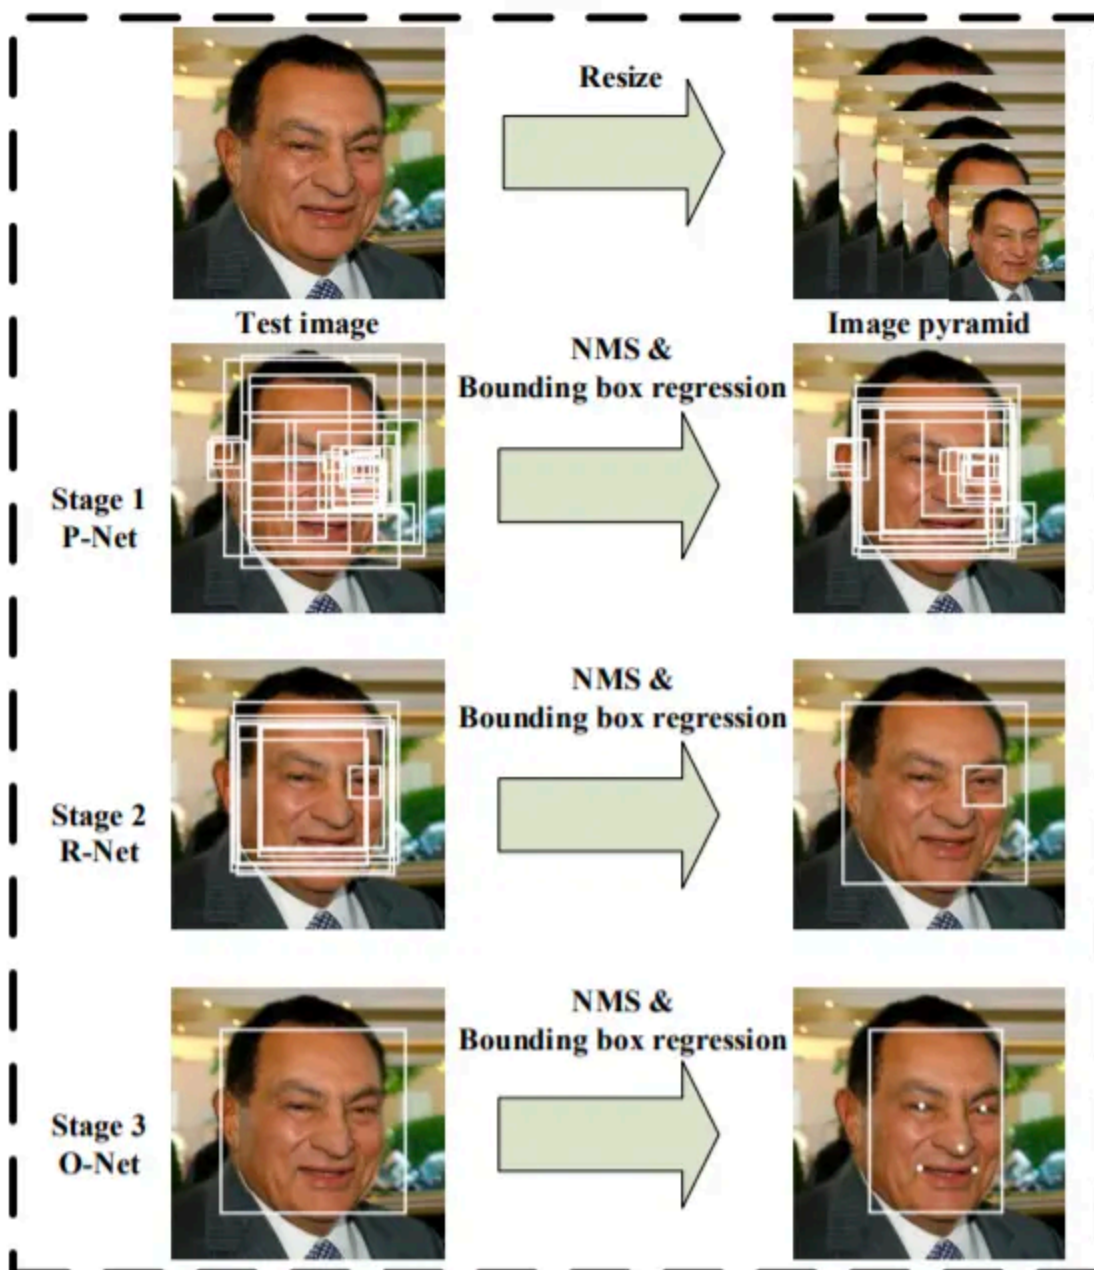 Resize
Test image
Image pyramid
NMS &
Bounding box regression
Stage 1
P-Net
NMS &
Bounding box regression
Stage 2
R-Net
NMS &
Bounding box regression
Stage 3
O-Net